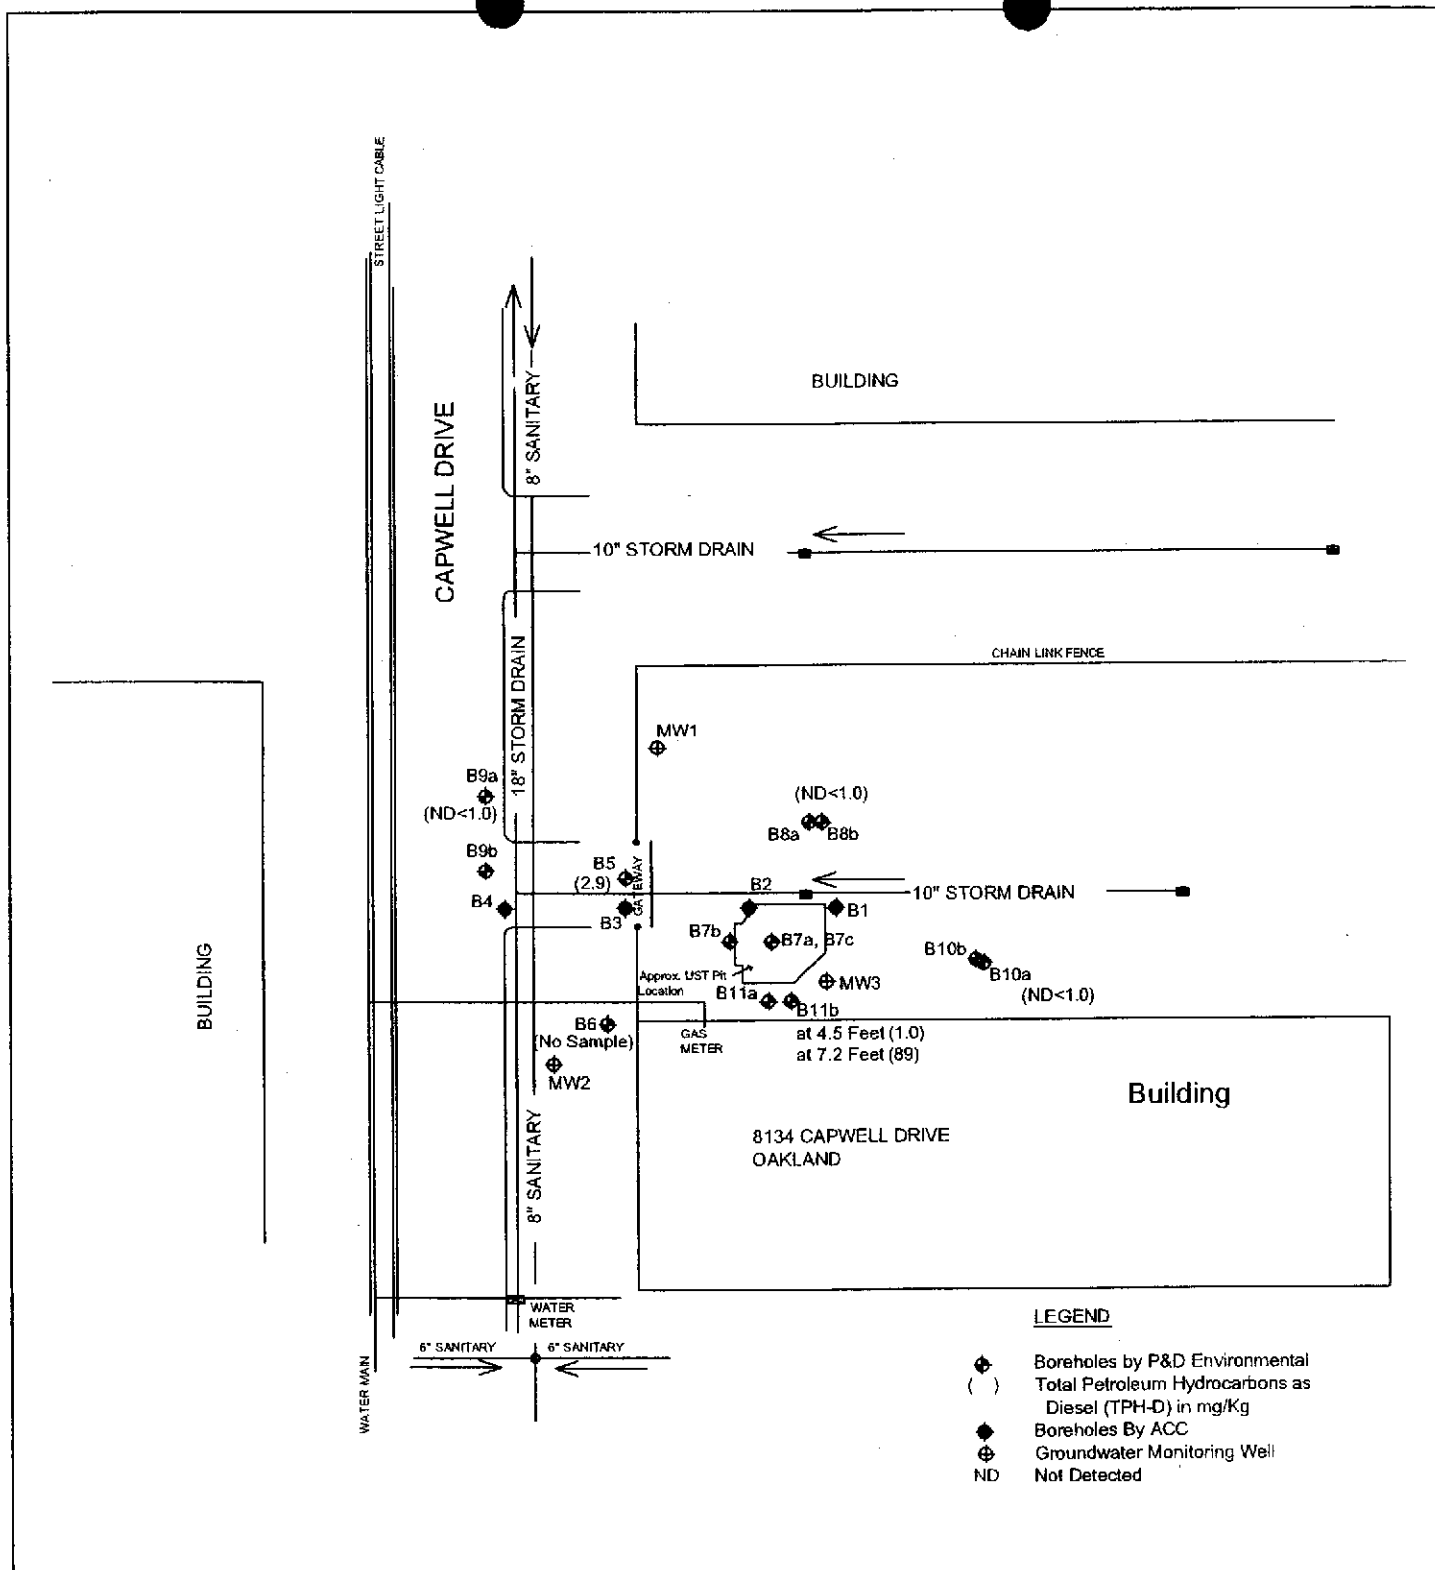 STREET LIGHT CABLE
CAPWELL DRIVE
8" SANITARY
BUILDING
10" STORM DRAIN
CHAIN LINK FENCE
18" STORM DRAIN
MW1
B9a
(ND<1.0)
(ND<1.0)
B8a
B8b
B9b
B5
(2.9)
GATEWAY
B2
10" STORM DRAIN
B4
B3
B1
B7b
B7a, B7c
B10b
B10a
(ND<1.0)
Approx. UST Pit
Location
MW3
B11a
B11b
at 4.5 Feet (1.0)
at 7.2 Feet (89)
BUILDING
B6
(No Sample)
GAS
METER
MW2
Building
8" SANITARY
8134 CAPWELL DRIVE
OAKLAND
WATER
METER
6" SANITARY
6" SANITARY
WATER MAIN
LEGEND
Boreholes by P&D Environmental
( ) Total Petroleum Hydrocarbons as
Diesel (TPH-D) in mg/Kg
Boreholes By ACC
Groundwater Monitoring Well
ND Not Detected